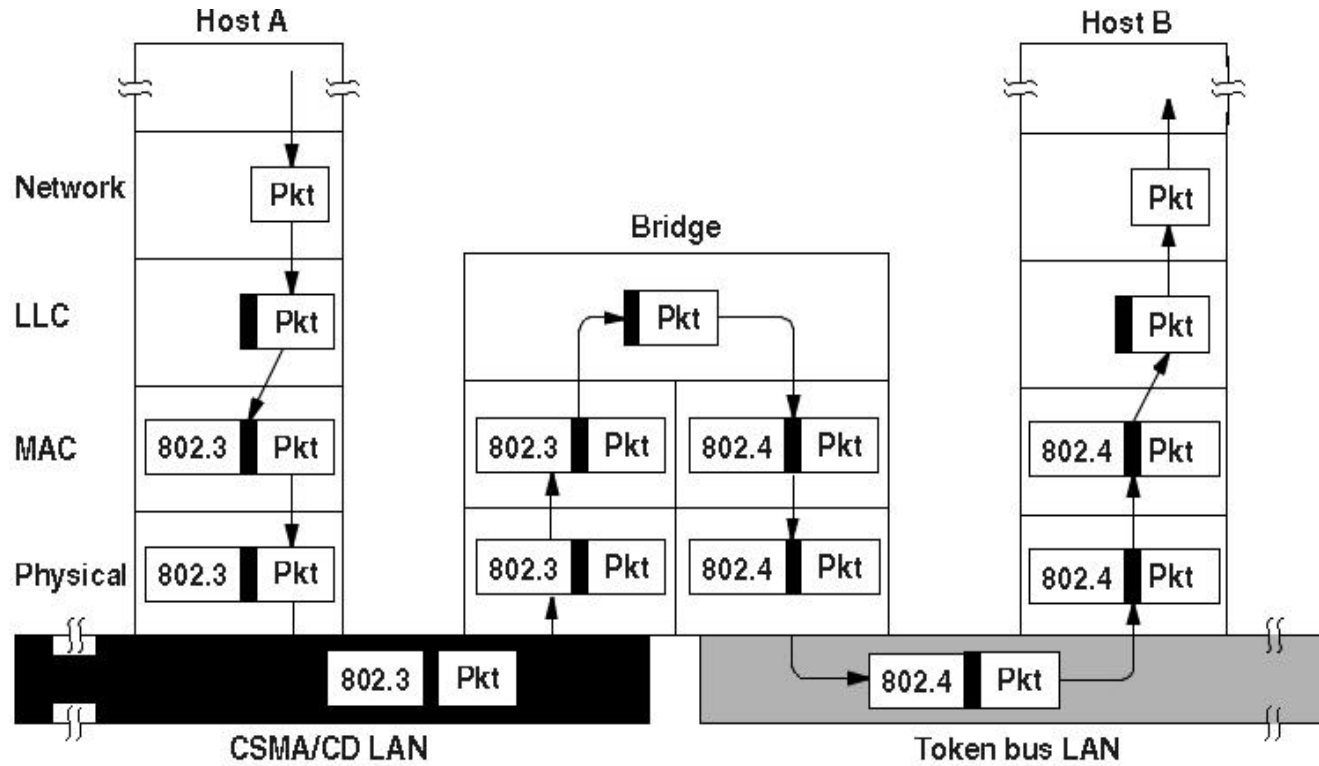 Host A
Host B
Network
Pkt
Pkt
Bridge
LLC
Pkt
Pkt
Pkt
MAC
802.3 Pkt
802.3 Pkt
802.4 Pkt
802.4 Pkt
Physical
802.3 Pkt
802.3 Pkt
802.4 Pkt
802.4 Pkt
802.3 Pkt
802.4 Pkt
CSMA/CD LAN
Token bus LAN